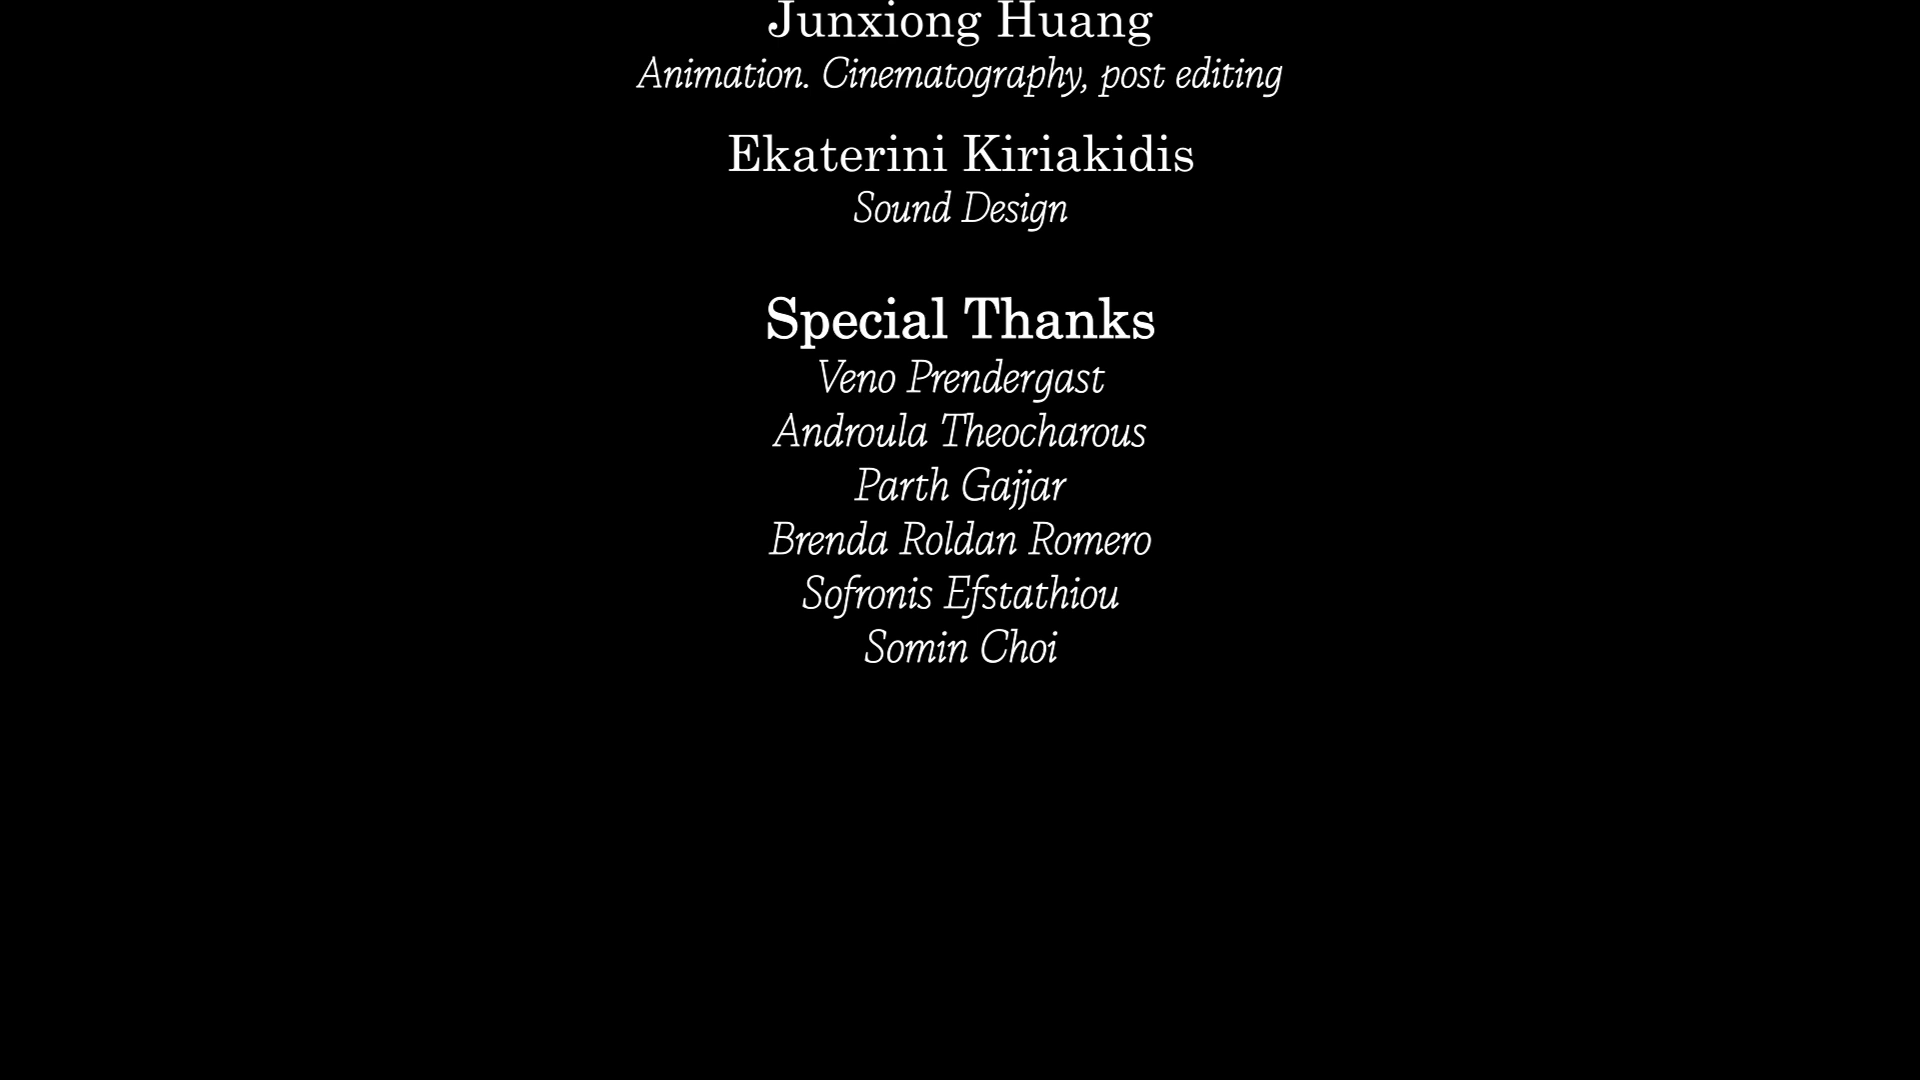 Junxiong Huang
Animation. Cinematography, post editing
Ekaterini Kiriakidis
Sound Design
Special Thanks
Veno Prendergast
Androula Theocharous
Parth Gajjar
Brenda Roldan Romero
Sofronis Efstathiou
Somin Choi